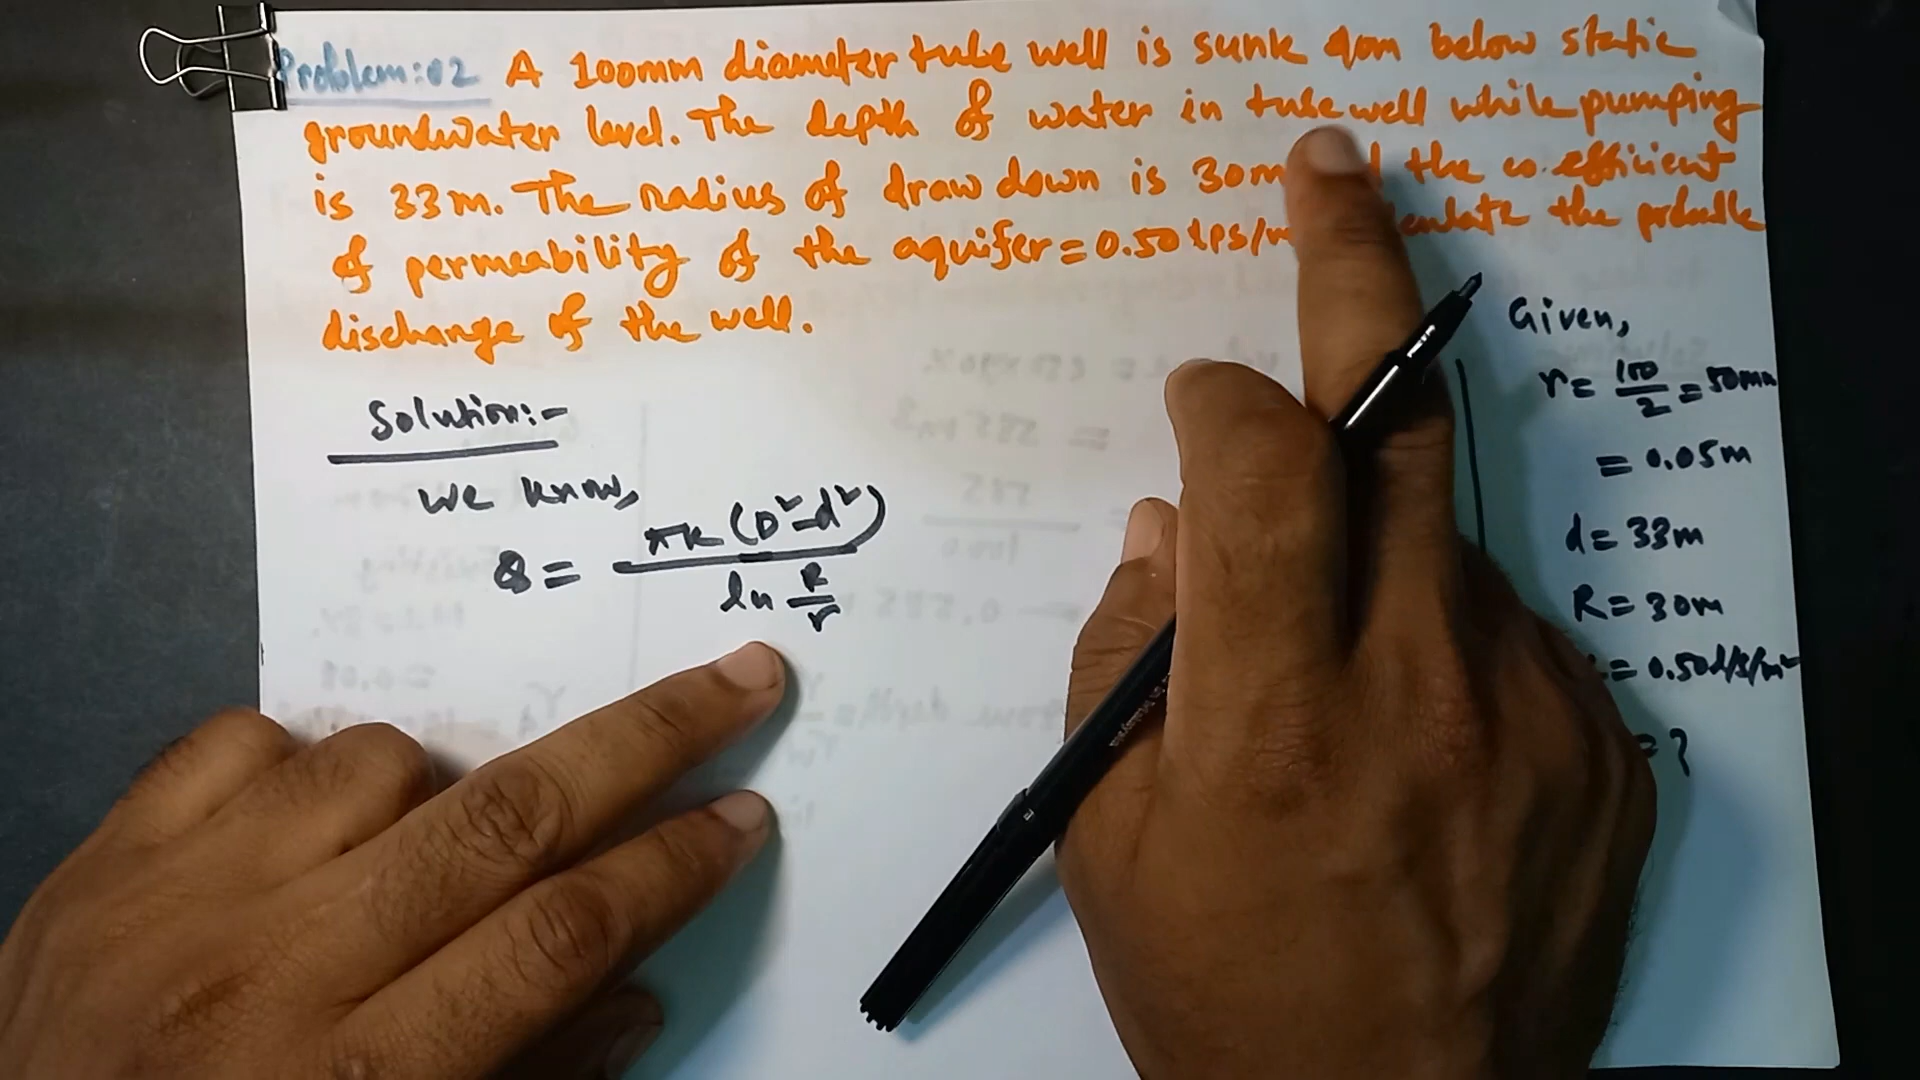 Problem:02 A 100mm diameter tube well is sunk 40m below static
groundwater level. The depth of water in tube well while pumping
is 33m. The radius of draw down is 30m the co-efficient
of permeability of the aquifer = 0.50 lps/m the
discharge of the well.
Solution:-
We know,
Q = πk (D²-d²) / ln R/r
Given,
r = 100/2 = 50mm
= 0.05m
d = 33m
R = 30m
= 0.50 l/s/m²
= ?